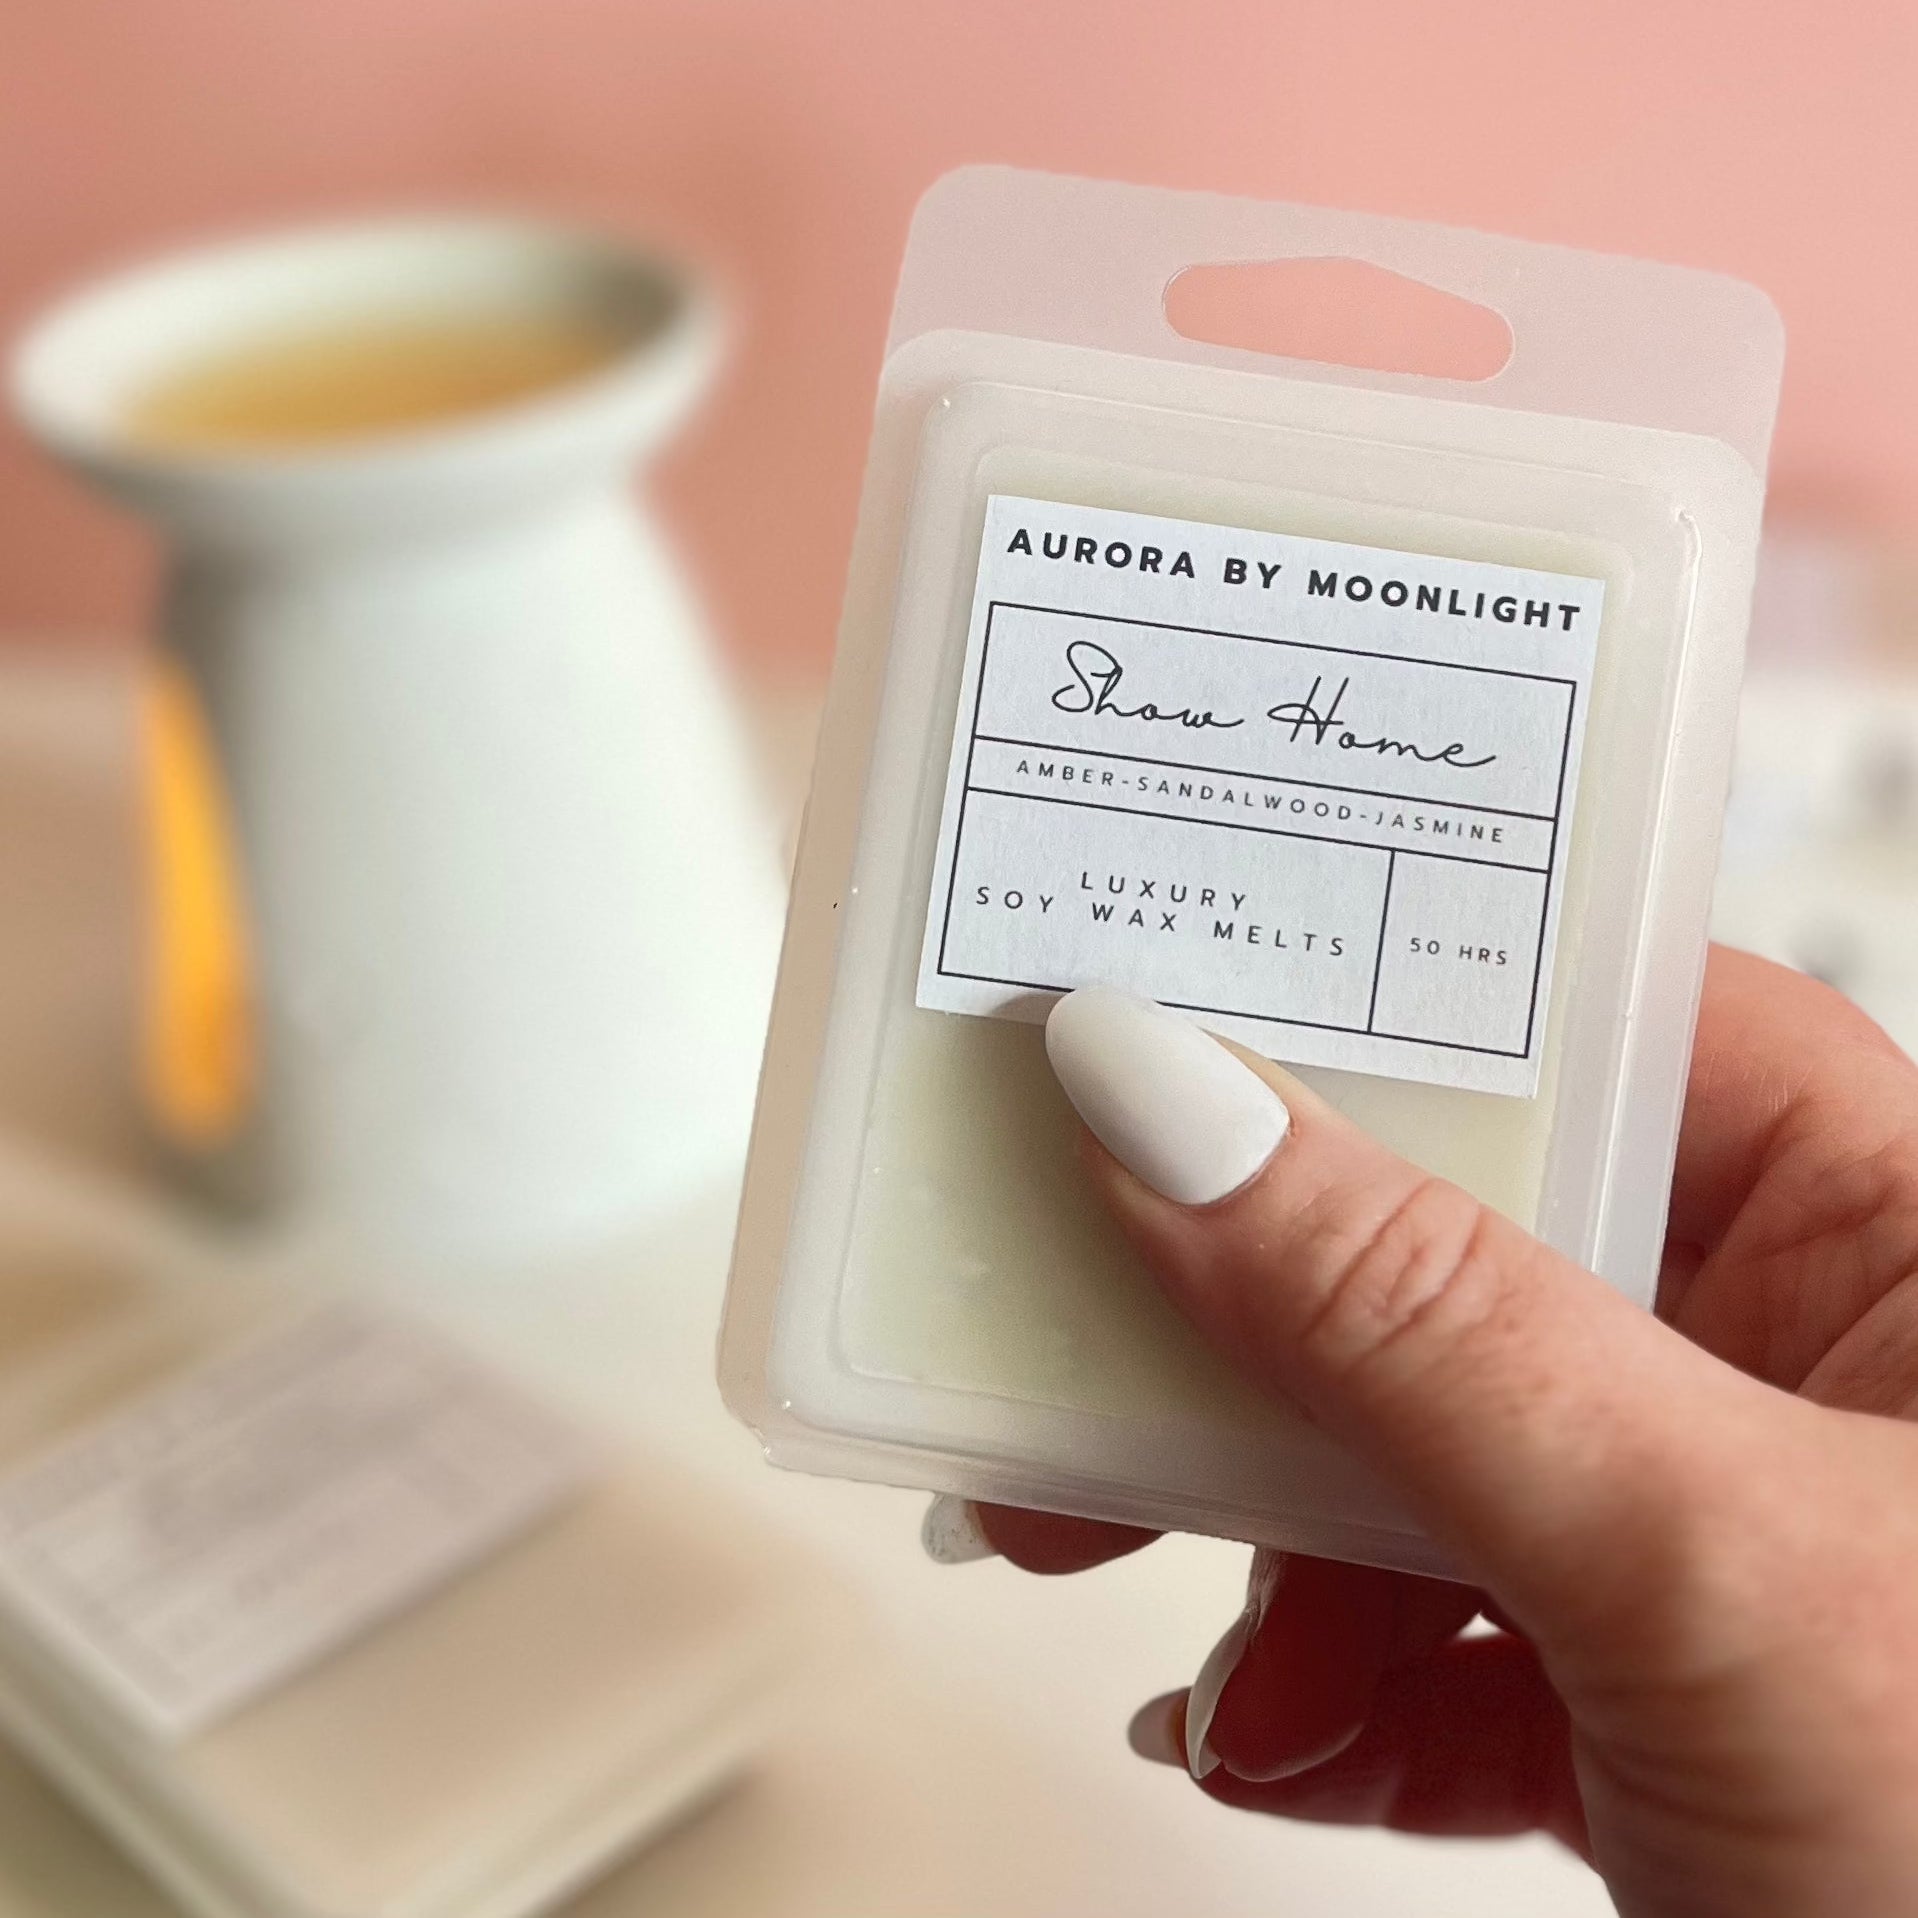 AURORA BY MOONLIGHT
Show Home
AMBER-SANDALWOOD-JASMINE
LUXURY
SOY WAX MELTS
50 HRS